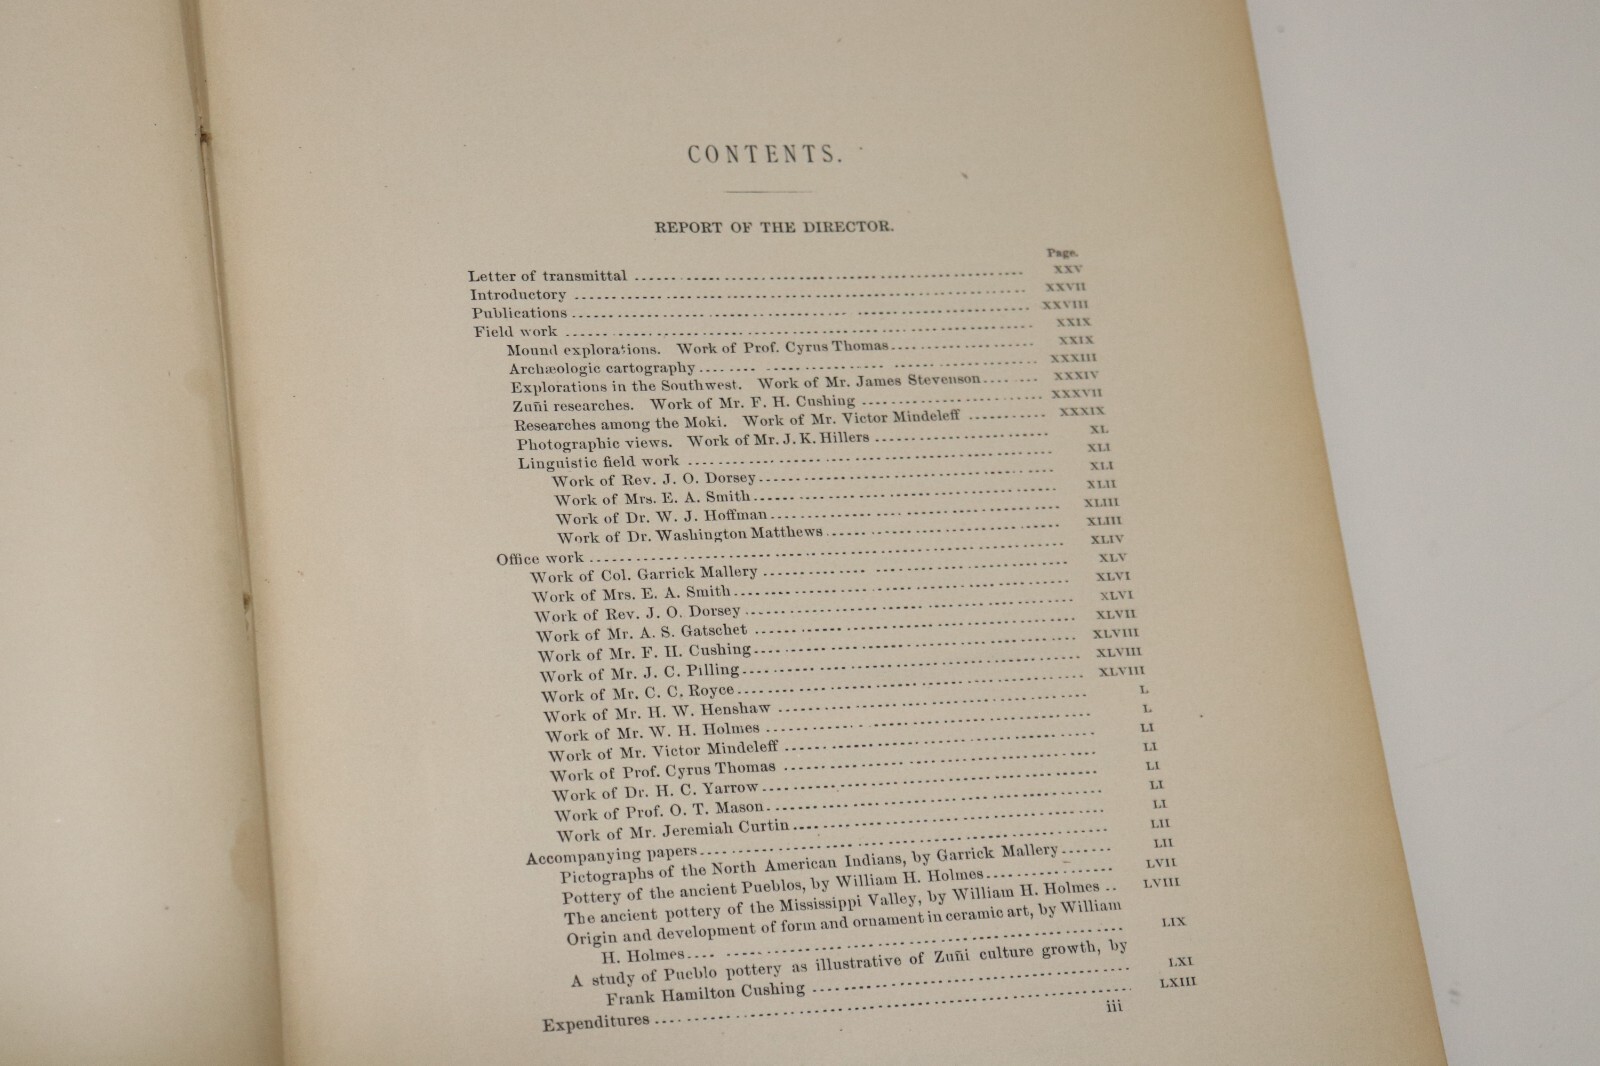 CONTENTS.
REPORT OF THE DIRECTOR.
Page.
Letter of transmittal ........ XXV
Introductory ........ XXVII
Publications ........ XXVIII
Field work ........ XXIX
Mound explorations. Work of Prof. Cyrus Thomas ........ XXIX
Archæologic cartography ........ XXXIII
Explorations in the Southwest. Work of Mr. James Stevenson ........ XXXIV
Zuñi researches. Work of Mr. F. H. Cushing ........ XXXVII
Researches among the Moki. Work of Mr. Victor Mindeleff ........ XXXIX
Photographic views. Work of Mr. J. K. Hillers ........ XL
Linguistic field work ........ XLI
Work of Rev. J. O. Dorsey ........ XLI
Work of Mrs. E. A. Smith ........ XLII
Work of Dr. W. J. Hoffman ........ XLIII
Work of Dr. Washington Matthews ........ XLIII
Office work ........ XLIV
Work of Col. Garrick Mallery ........ XLV
Work of Mrs. E. A. Smith ........ XLVI
Work of Rev. J. O. Dorsey ........ XLVI
Work of Mr. A. S. Gatschet ........ XLVII
Work of Mr. F. H. Cushing ........ XLVIII
Work of Mr. J. C. Pilling ........ XLVIII
Work of Mr. C. C. Royce ........ XLVIII
Work of Mr. H. W. Henshaw ........ L
Work of Mr. W. H. Holmes ........ L
Work of Mr. Victor Mindeleff ........ LI
Work of Prof. Cyrus Thomas ........ LI
Work of Dr. H. C. Yarrow ........ LI
Work of Prof. O. T. Mason ........ LI
Work of Mr. Jeremiah Curtin ........ LI
Accompanying papers ........ LII
Pictographs of the North American Indians, by Garrick Mallery ........ LII
Pottery of the ancient Pueblos, by William H. Holmes ........ LVII
The ancient pottery of the Mississippi Valley, by William H. Holmes .. LVIII
Origin and development of form and ornament in ceramic art, by William
H. Holmes ........ LIX
A study of Pueblo pottery as illustrative of Zuñi culture growth, by
Frank Hamilton Cushing ........ LXI
Expenditures ........ LXIII
iii